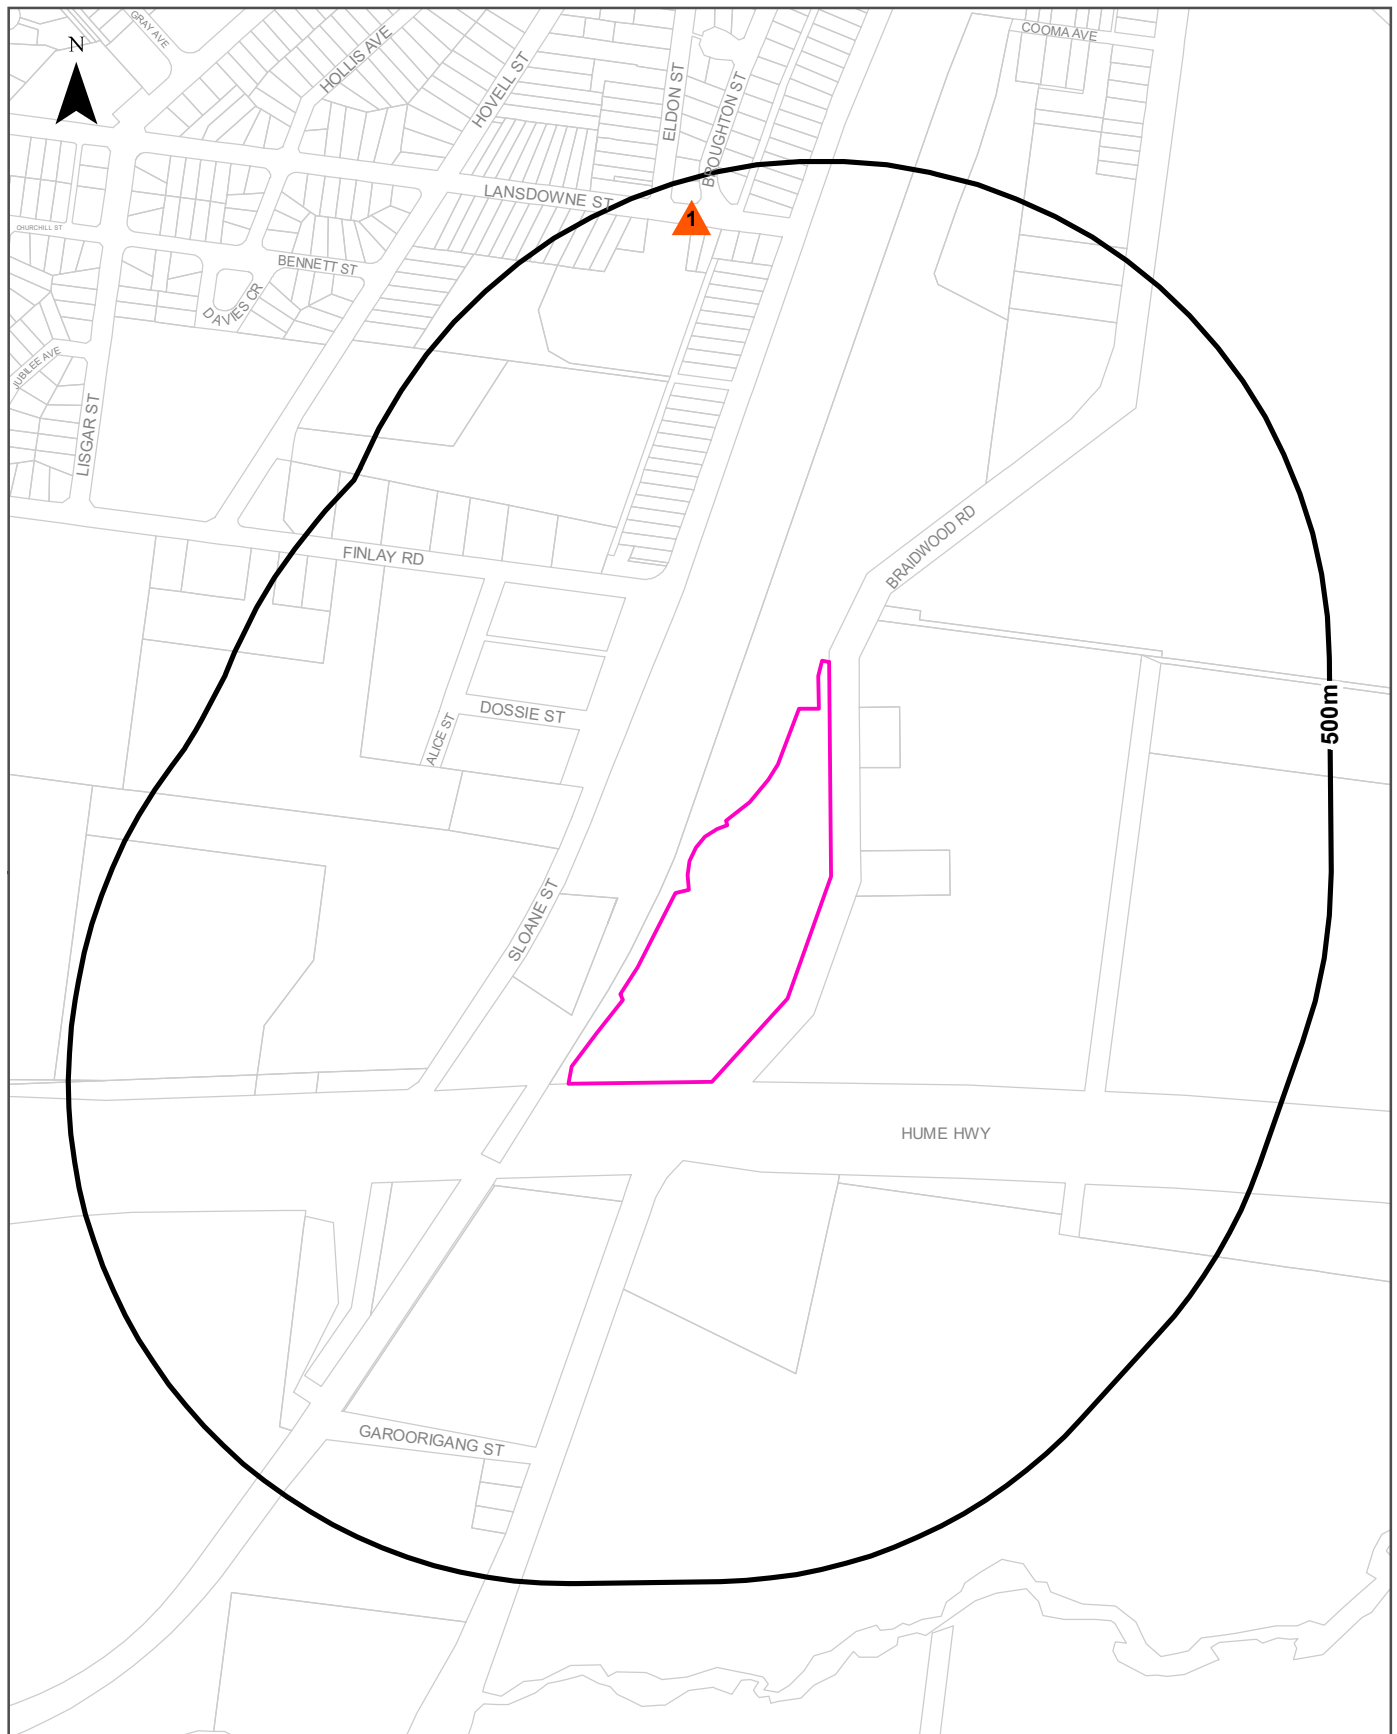 GRAY AVE
COOMA AVE
N
HOLLIS AVE
HOVELL ST
ELDON ST
BROUGHTON ST
LANSDOWNE ST
1
CHURCHILL ST
BENNETT ST
DAVIES CR
JUBILEE AVE
LISGAR ST
FINLAY RD
BRAIDWOOD RD
500m
DOSSIE ST
ALICE ST
SLOANE ST
HUME HWY
GAROORIGANG ST